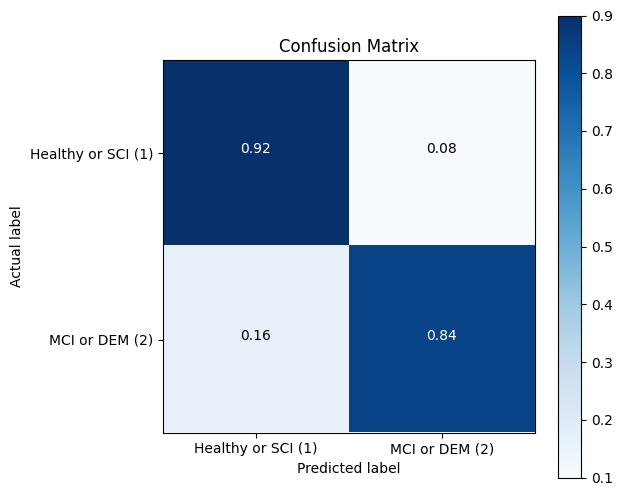 Confusion Matrix
Actual label
Healthy or SCI (1)
0.92
0.08
MCI or DEM (2)
0.16
0.84
Healthy or SCI (1)
MCI or DEM (2)
Predicted label
0.9
0.8
0.7
0.6
0.5
0.4
0.3
0.2
0.1